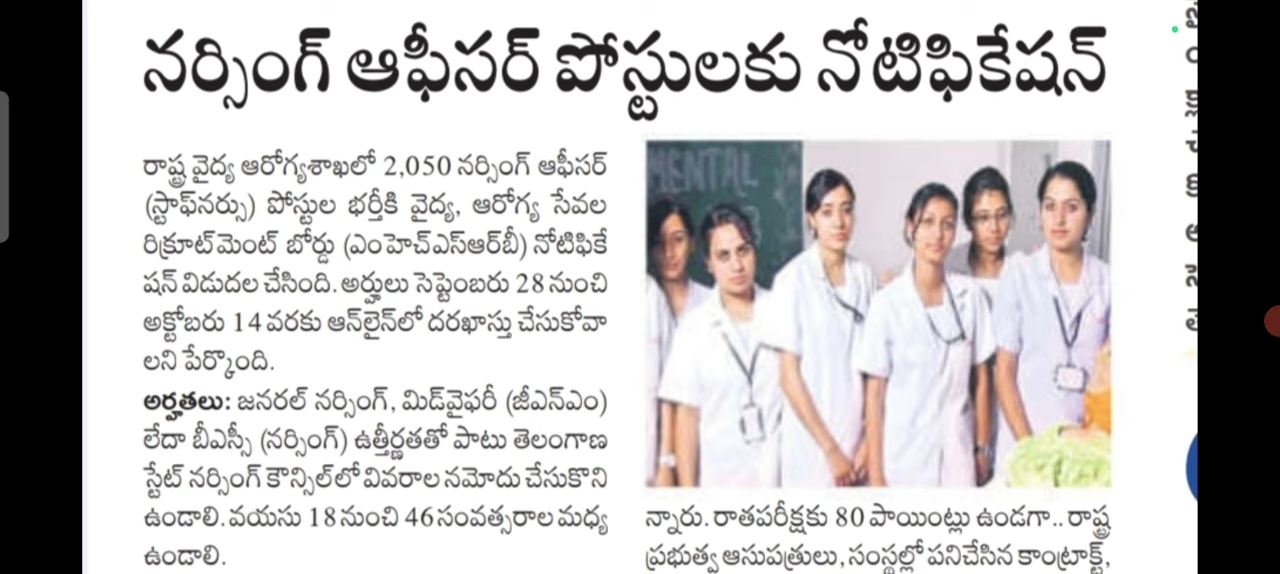 నర్సింగ్ ఆఫీసర్ పోస్టులకు నోటిఫికేషన్
రాష్ట్ర వైద్య ఆరోగ్యశాఖలో 2,050 నర్సింగ్ ఆఫీసర్
(స్టాఫ్‌నర్సు) పోస్టుల భర్తీకి వైద్య, ఆరోగ్య సేవల
రిక్రూట్‌మెంట్ బోర్డు (ఎంహెచ్‌ఎస్‌ఆర్‌బీ) నోటిఫికే
షన్ విడుదల చేసింది. అర్హులు సెప్టెంబరు 28 నుంచి
అక్టోబరు 14 వరకు ఆన్‌లైన్‌లో దరఖాస్తు చేసుకోవా
లని పేర్కొంది.
అర్హతలు: జనరల్ నర్సింగ్, మిడ్‌వైఫరీ (జీఎన్‌ఎం)
లేదా బీఎస్సీ (నర్సింగ్) ఉత్తీర్ణతతో పాటు తెలంగాణ
స్టేట్ నర్సింగ్ కౌన్సిల్‌లో వివరాల నమోదు చేసుకొని
ఉండాలి. వయసు 18 నుంచి 46 సంవత్సరాల మధ్య
ఉండాలి.
MENTAL
న్నారు. రాతపరీక్షకు 80 పాయింట్లు ఉండగా.. రాష్ట్ర
ప్రభుత్వ ఆసుపత్రులు, సంస్థల్లో పనిచేసిన కాంట్రాక్ట్,